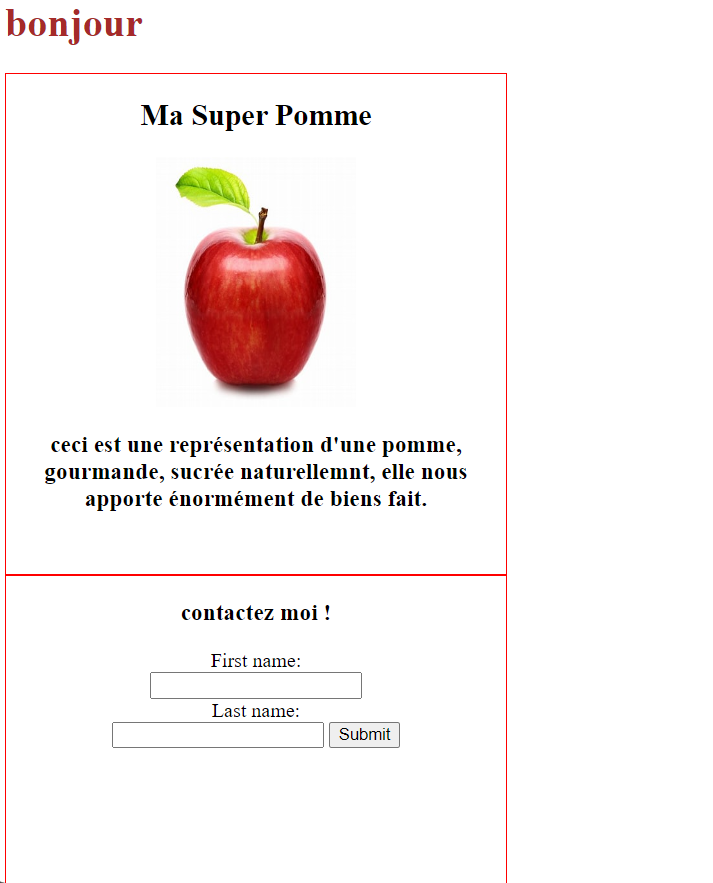 bonjour
Ma Super Pomme
ceci est une représentation d'une pomme,
gourmande, sucrée naturellemnt, elle nous
apporte énormément de biens fait.
contactez moi !
First name:
Last name:
Submit